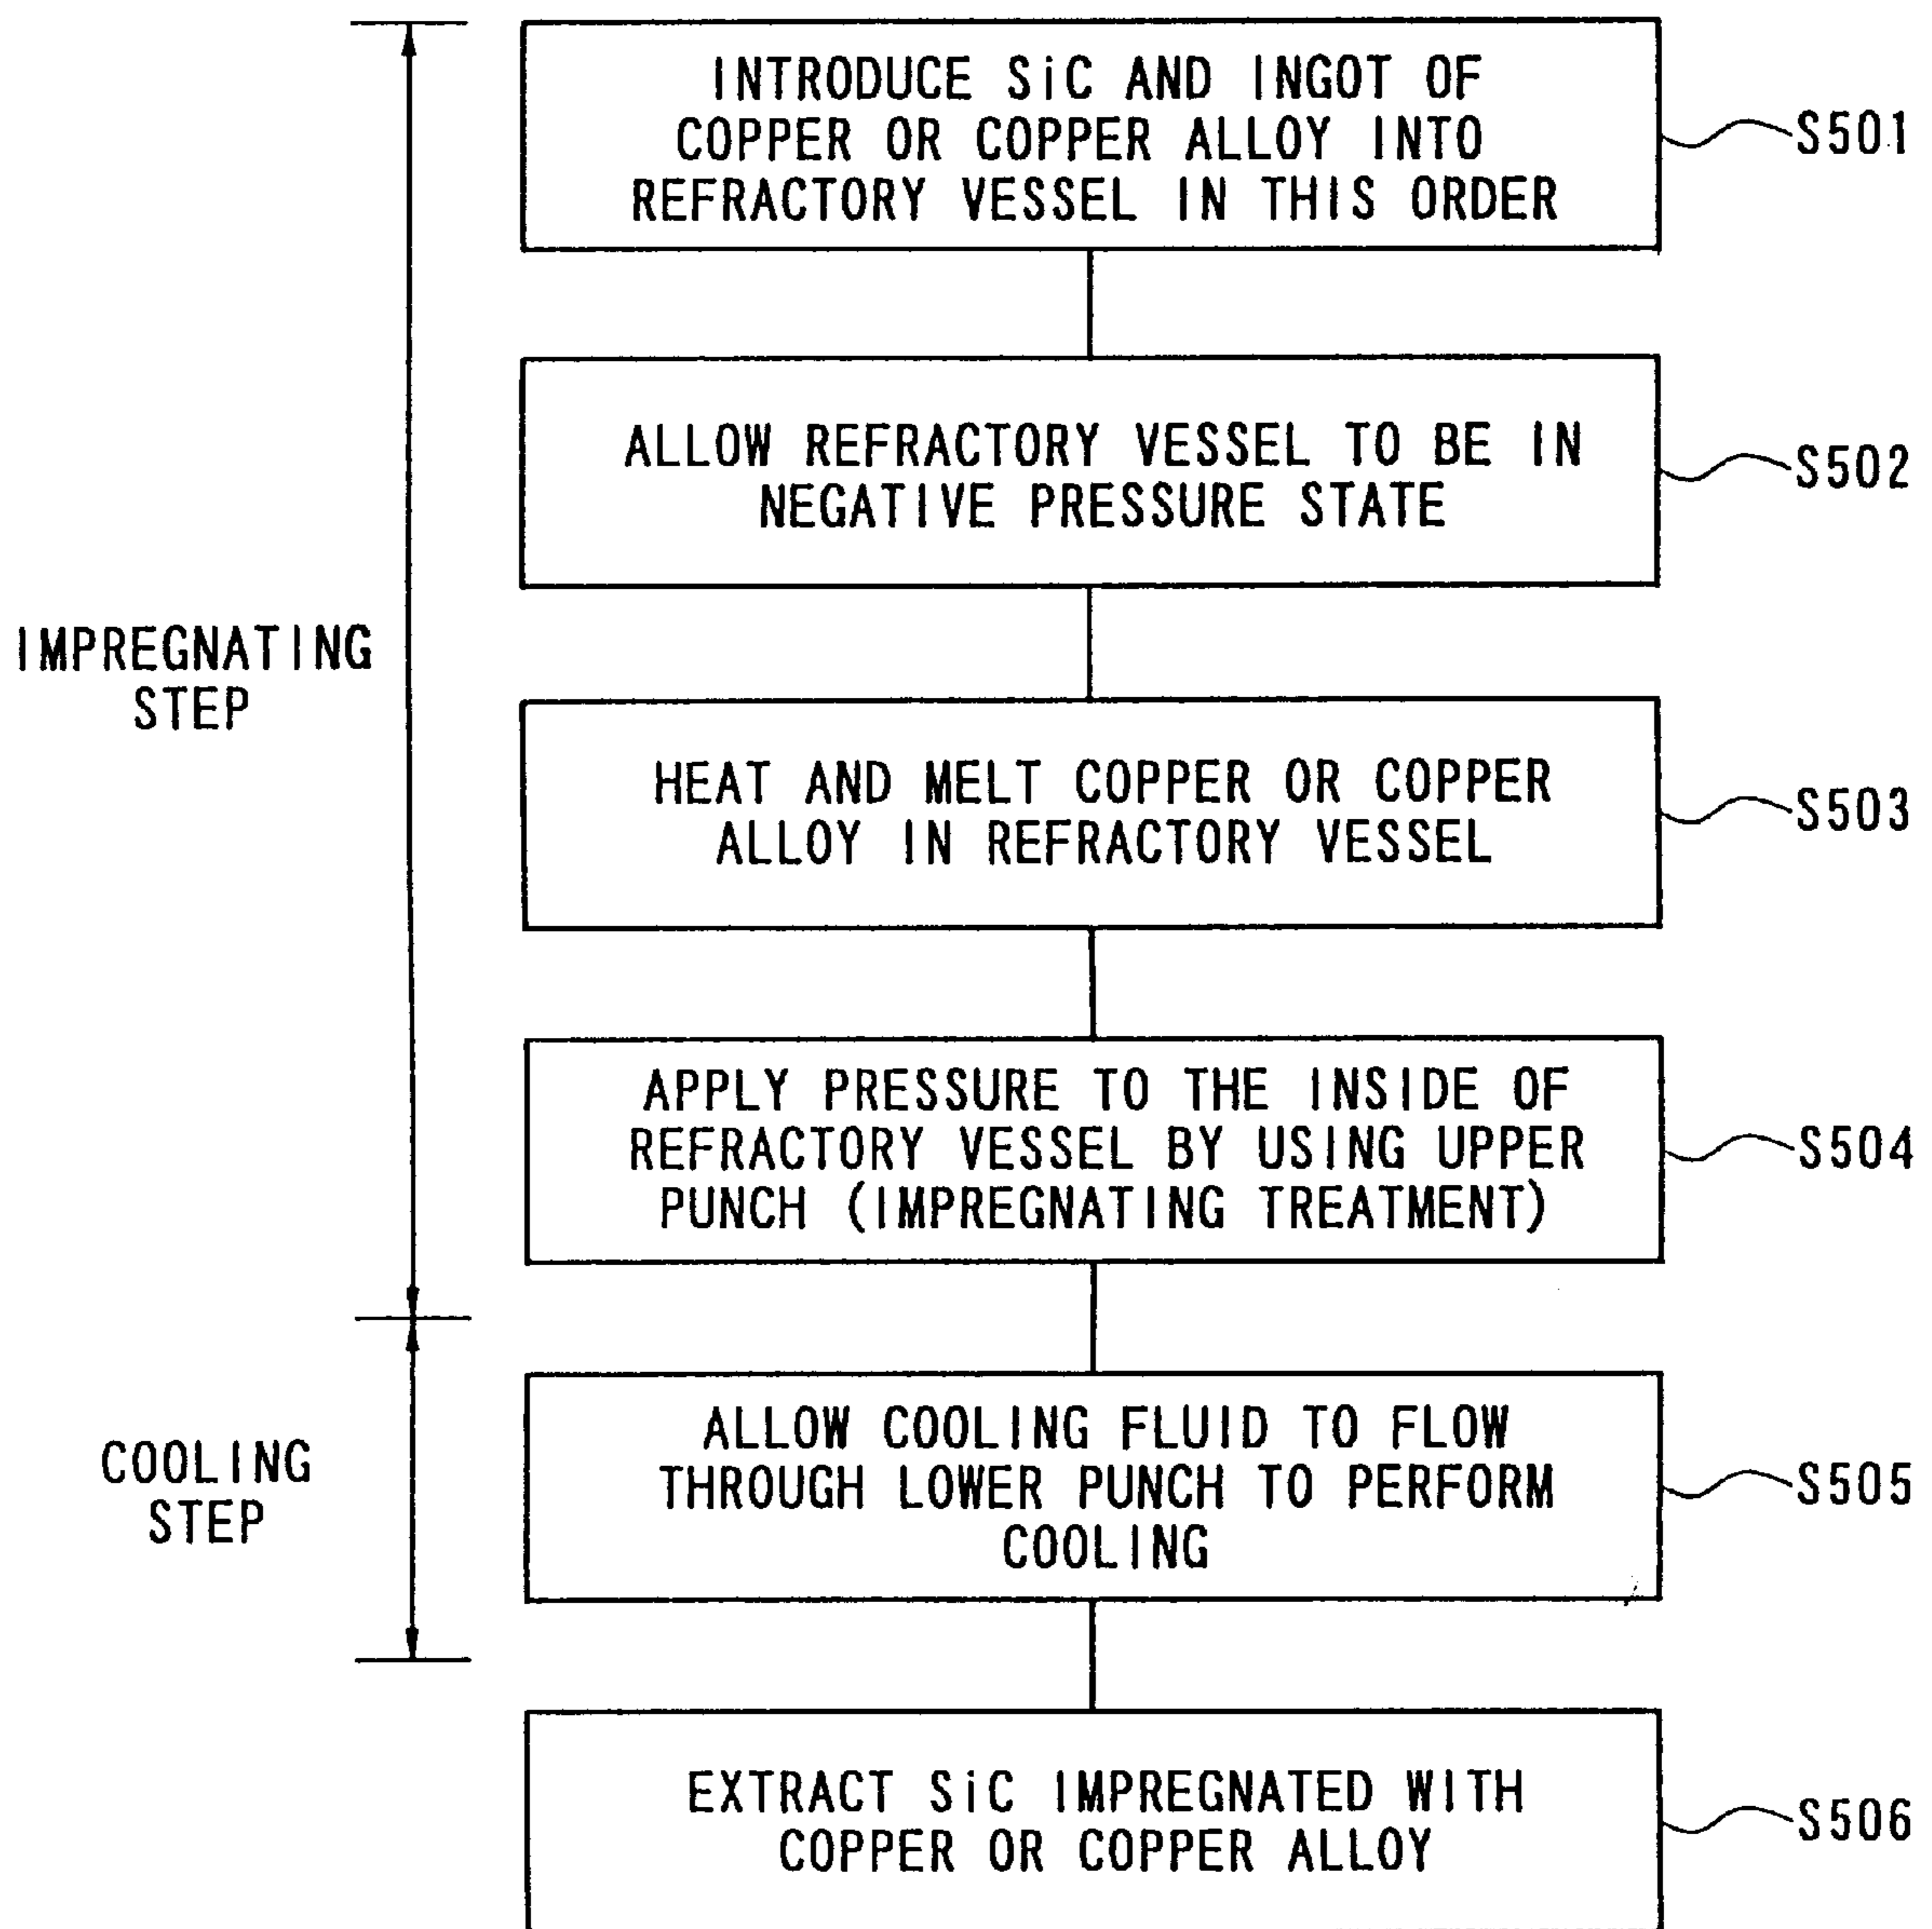 INTRODUCE SiC AND INGOT OF
COPPER OR COPPER ALLOY INTO
REFRACTORY VESSEL IN THIS ORDER
S501
ALLOW REFRACTORY VESSEL TO BE IN
NEGATIVE PRESSURE STATE
S502
IMPREGNATING
STEP
HEAT AND MELT COPPER OR COPPER
ALLOY IN REFRACTORY VESSEL
S503
APPLY PRESSURE TO THE INSIDE OF
REFRACTORY VESSEL BY USING UPPER
PUNCH (IMPREGNATING TREATMENT)
S504
COOLING
STEP
ALLOW COOLING FLUID TO FLOW
THROUGH LOWER PUNCH TO PERFORM
COOLING
S505
EXTRACT SiC IMPREGNATED WITH
COPPER OR COPPER ALLOY
S506